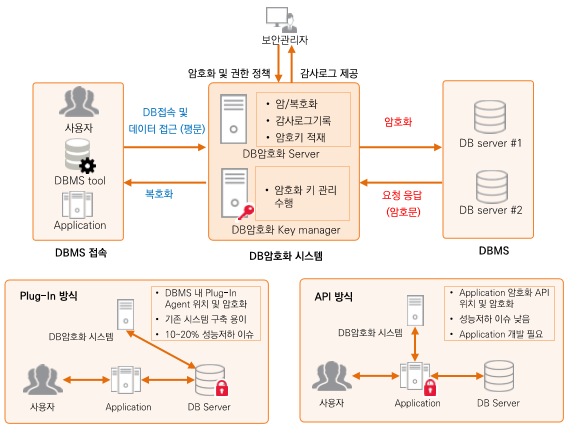 보안관리자
암호화 및 권한 정책
감사로그 제공
사용자
DBMS tool
Application
DBMS 접속
DB접속 및
데이터 접근 (평문)
복호화
• 암/복호화
• 감사로그기록
• 암호키 적재
DB암호화 Server
• 암호화 키 관리
수행
DB암호화 Key manager
DB암호화 시스템
암호화
요청 응답
(암호문)
DB server #1
DB server #2
DBMS
Plug-In 방식
• DBMS 내 Plug-In
Agent 위치 및 암호화
• 기존 시스템 구축 용이
• 10-20% 성능저하 이슈
DB암호화 시스템
사용자
Application
DB Server
API 방식
• Application 암호화 API
위치 및 암호화
• 성능저하 이슈 낮음
• Application 개발 필요
DB암호화 시스템
사용자
Application
DB Server